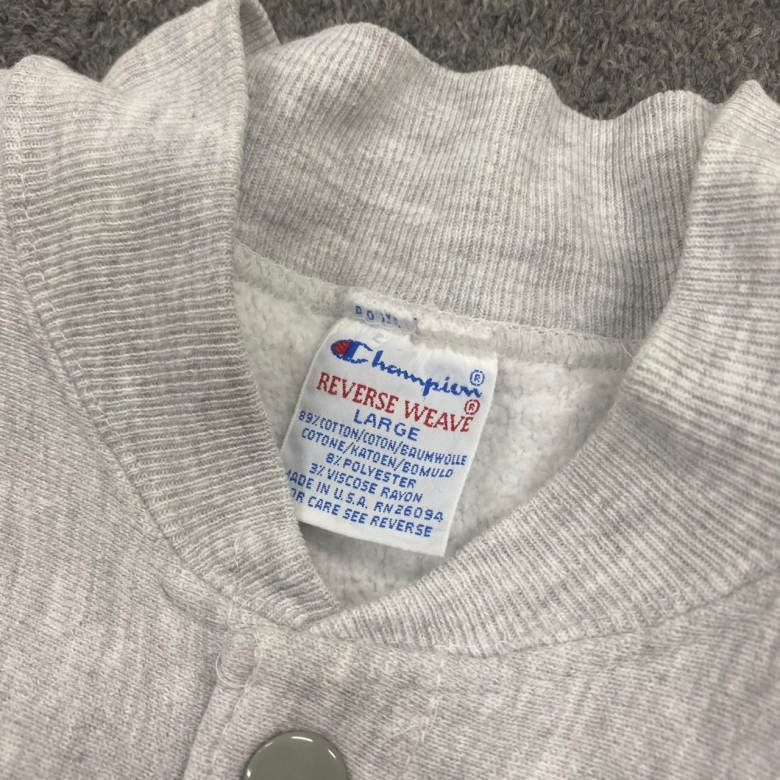 Champion®
REVERSE WEAVE®
LARGE
89% COTTON/COTON/BAUMWOLLE
COTONE/KATOEN/BOMULD
8% POLYESTER
3% VISCOSE RAYON
MADE IN U.S.A. RN26094
OR CARE SEE REVERSE